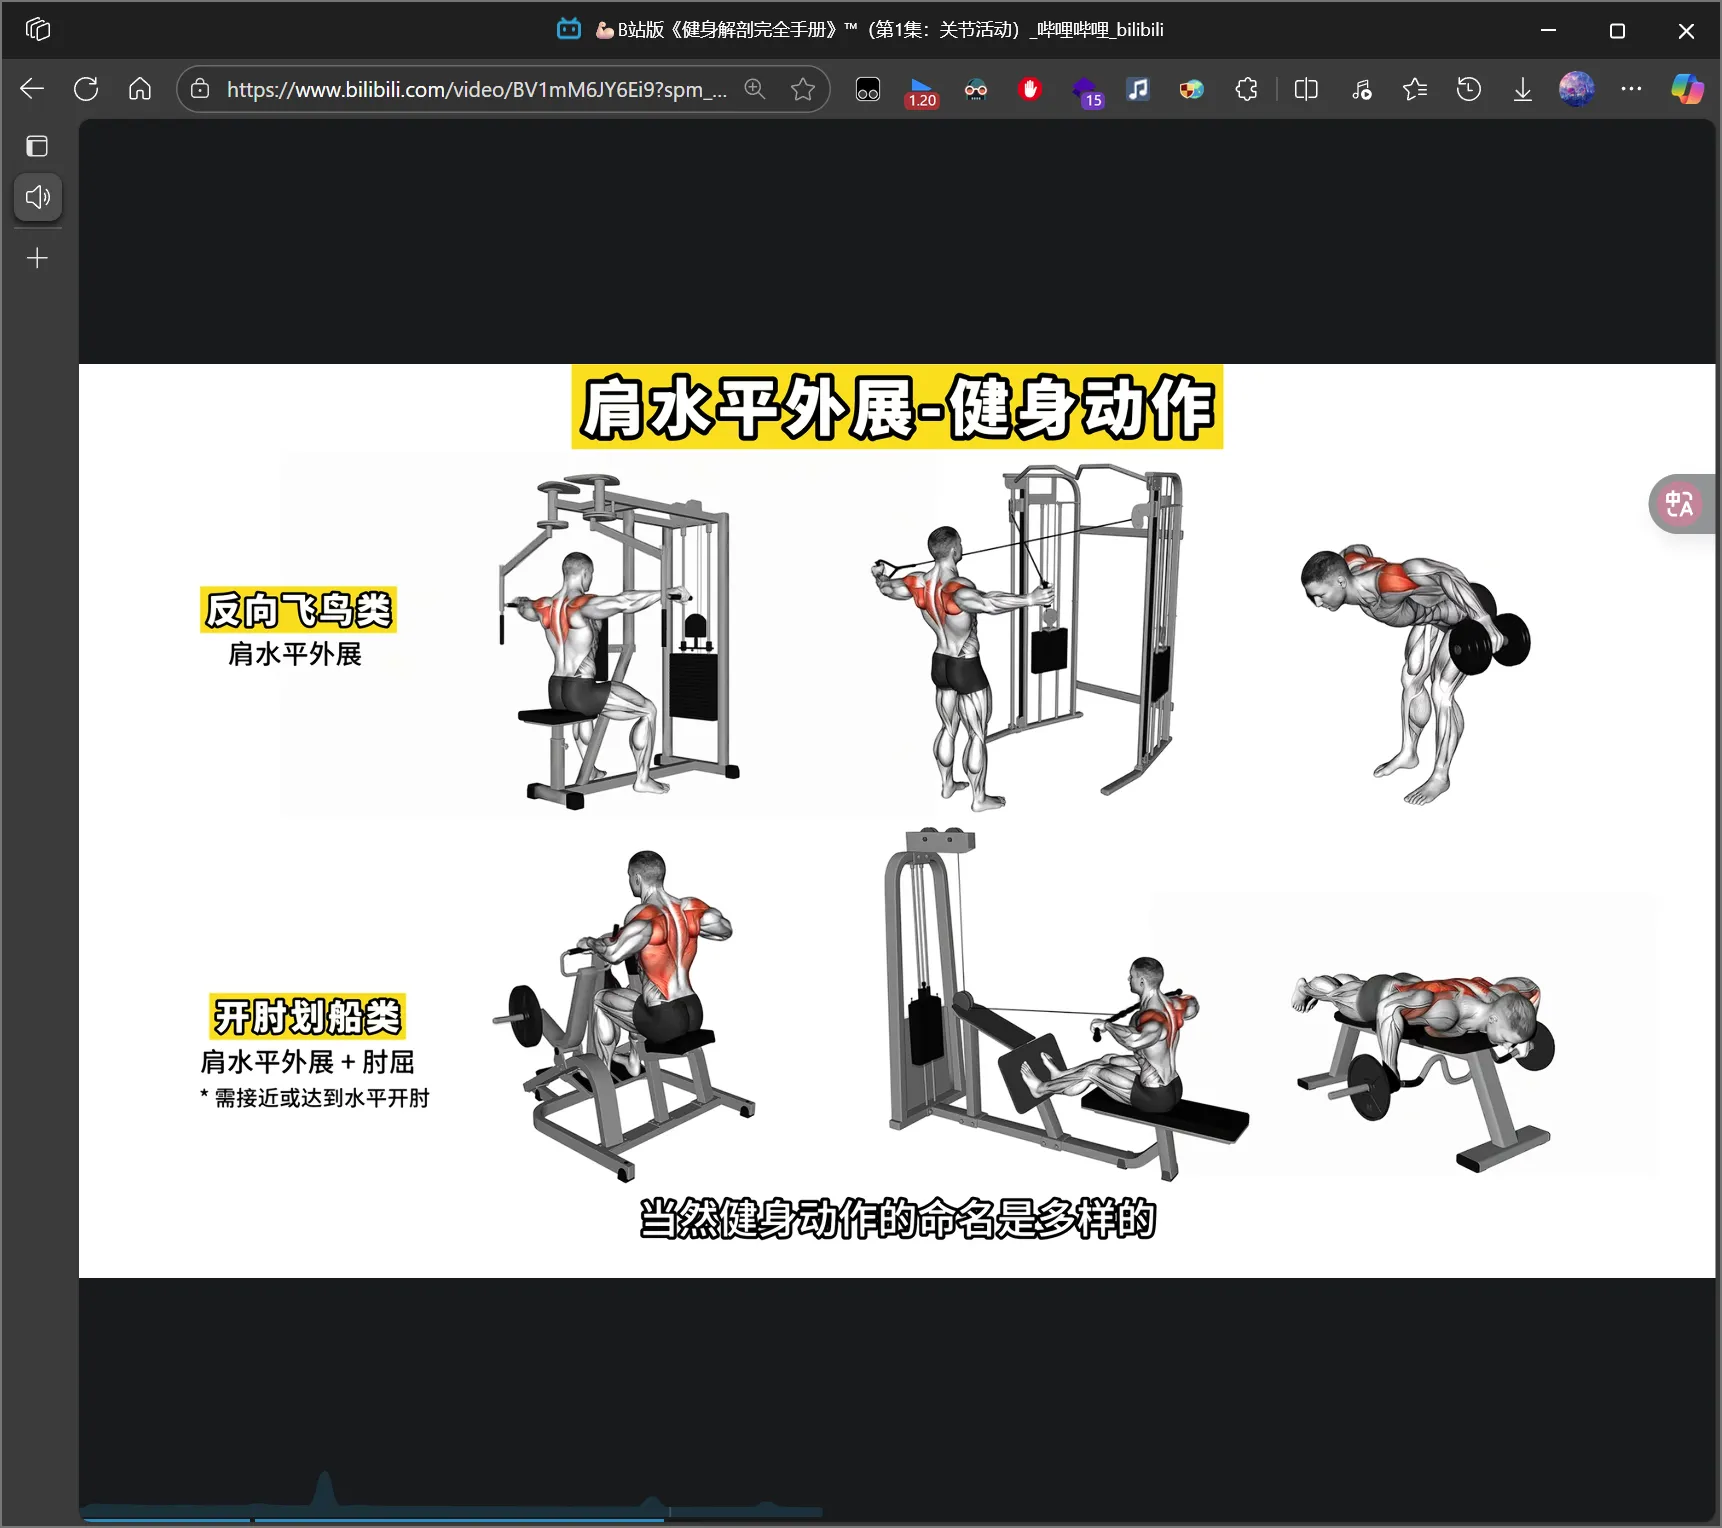 💪🏻B站版《健身解剖完全手册》™（第1集：关节活动）_哔哩哔哩_bilibili
https://www.bilibili.com/video/BV1mM6JY6Ei9?spm_...
1.20
15
肩水平外展-健身动作
中A
反向飞鸟类
肩水平外展
开肘划船类
肩水平外展 + 肘屈
* 需接近或达到水平开肘
当然健身动作的命名是多样的